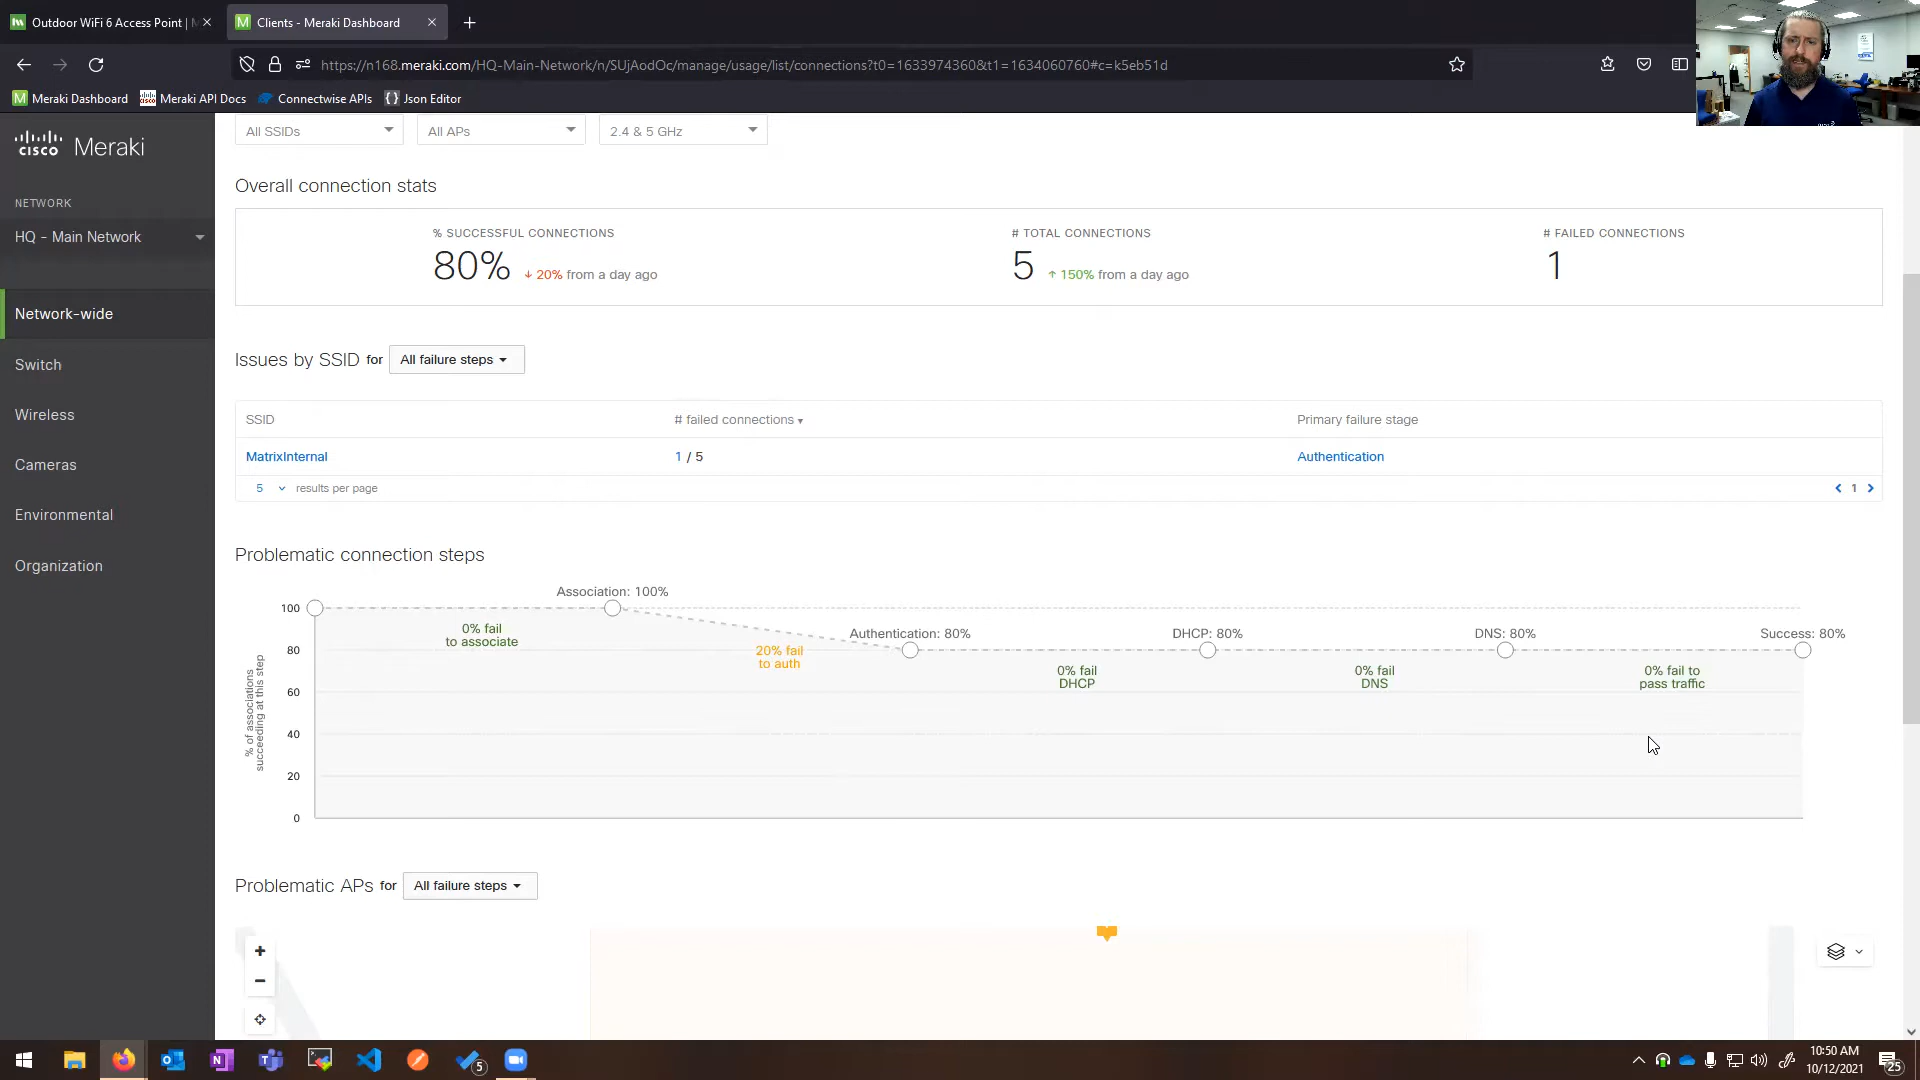 Outdoor WiFi 6 Access Point | M
Clients - Meraki Dashboard
https://n168.meraki.com/HQ-Main-Network/n/SUjAodOc/manage/usage/list/connections?t0=1633974360&t1=1634060760#c=k5eb51d
Meraki Dashboard
Meraki API Docs
Connectwise APIs
Json Editor
cisco Meraki
NETWORK
HQ - Main Network
Network-wide
Switch
Wireless
Cameras
Environmental
Organization
All SSIDs
All APs
2.4 & 5 GHz
Overall connection stats
% SUCCESSFUL CONNECTIONS
80% ↓ 20% from a day ago
# TOTAL CONNECTIONS
5 ↑ 150% from a day ago
# FAILED CONNECTIONS
1
Issues by SSID for All failure steps
SSID # failed connections Primary failure stage
MatrixInternal 1 / 5 Authentication
5 results per page 1
Problematic connection steps
% of associations
succeeding at this step
100
80
60
40
20
0
Association: 100%
Authentication: 80%
DHCP: 80%
DNS: 80%
Success: 80%
0% fail
to associate
20% fail
to auth
0% fail
DHCP
0% fail
DNS
0% fail to
pass traffic
Problematic APs for All failure steps
5
10:50 AM
10/12/2021
25